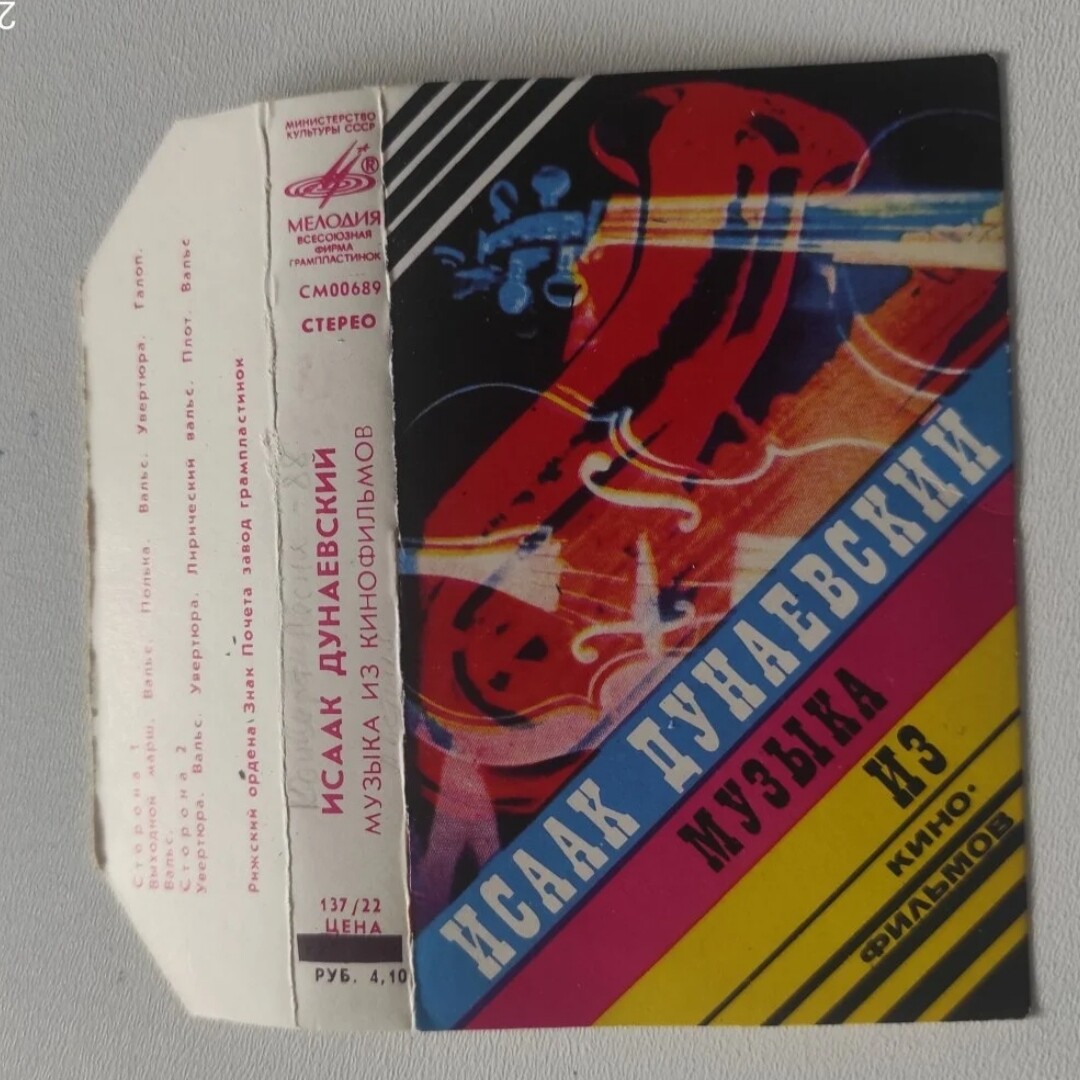 ИСААК ДУНАЕВСКИЙ
МУЗЫКА
ИЗ
КИНО-
ФИЛЬМОВ
МИНИСТЕРСТВО
КУЛЬТУРЫ СССР
®
МЕЛОДИЯ
ВСЕСОЮЗНАЯ
ФИРМА
ГРАМПЛАСТИНОК
СМ00689
СТЕРЕО
ИСААК ДУНАЕВСКИЙ
МУЗЫКА ИЗ КИНОФИЛЬМОВ
137/22
ЦЕНА
РУБ. 4,10
Сторона 1
Выходной марш. Вальс. Полька. Вальс. Увертюра. Галоп.
Вальс.
Сторона 2
Увертюра. Вальс. Увертюра. Лирический вальс. Плот. Вальс
Рижский ордена Знак Почета завод грампластинок
2